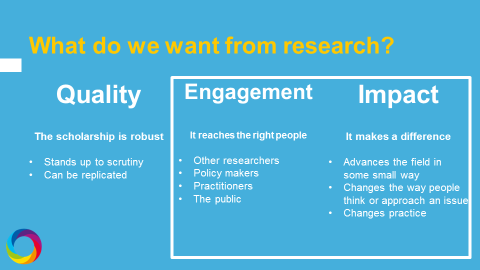 What do we want from research?
Quality
The scholarship is robust
• Stands up to scrutiny
• Can be replicated
Engagement
It reaches the right people
• Other researchers
• Policy makers
• Practitioners
• The public
Impact
It makes a difference
• Advances the field in
some small way
• Changes the way people
think or approach an issue
• Changes practice